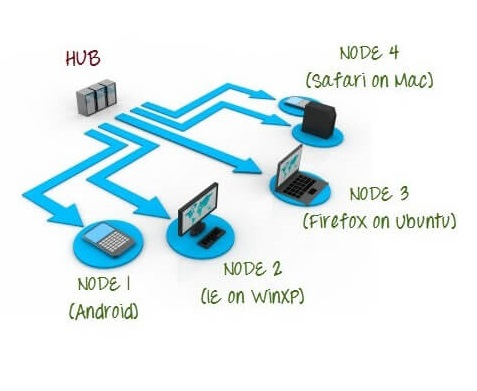 HUB
NODE 4
(Safari on Mac)
NODE 3
(Firefox on Ubuntu)
NODE 2
(IE on WinXP)
NODE 1
(Android)